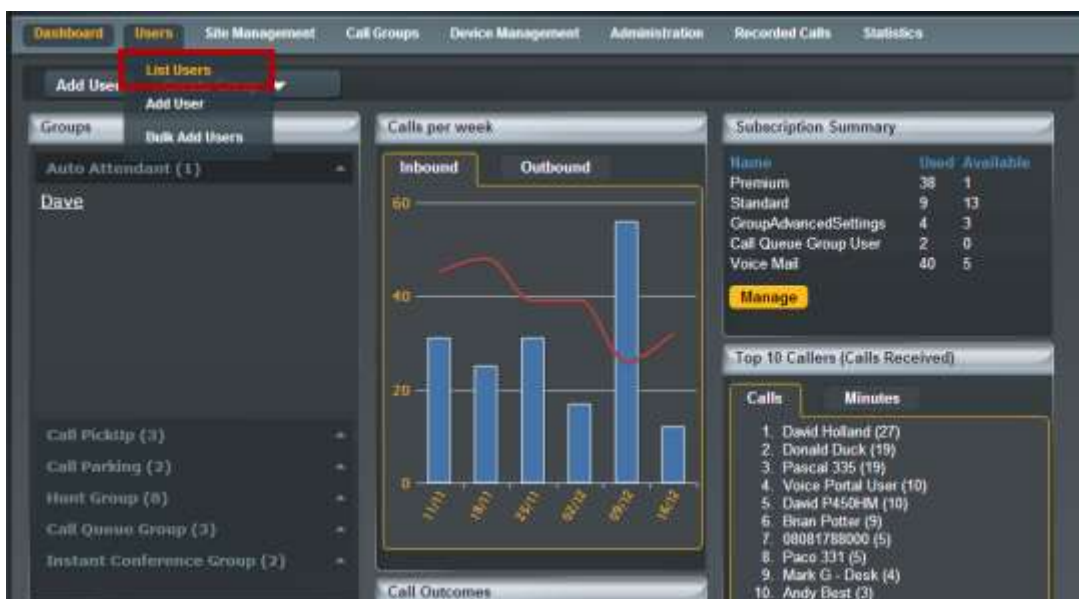 Dashboard Users Site Management Call Groups Device Management Administration Recorded Calls Statistics
List Users
Add User
Add User
Bulk Add Users
Groups
Auto Attendant (1)
Dave
Call PickUp (3)
Call Parking (2)
Hunt Group (8)
Call Queue Group (3)
Instant Conference Group (2)
Calls per week
Inbound Outbound
60
40
20
0
11/11 18/11 25/11 02/12 09/12 16/12
Call Outcomes
Subscription Summary
Name Used Available
Premium 38 1
Standard 9 13
GroupAdvancedSettings 4 3
Call Queue Group User 2 0
Voice Mail 40 5
Manage
Top 10 Callers (Calls Received)
Calls Minutes
1. David Holland (27)
2. Donald Duck (19)
3. Pascal 335 (19)
4. Voice Portal User (10)
5. David P450HM (10)
6. Brian Potter (9)
7. 08081788000 (5)
8. Paco 331 (5)
9. Mark G - Desk (4)
10. Andy Best (3)